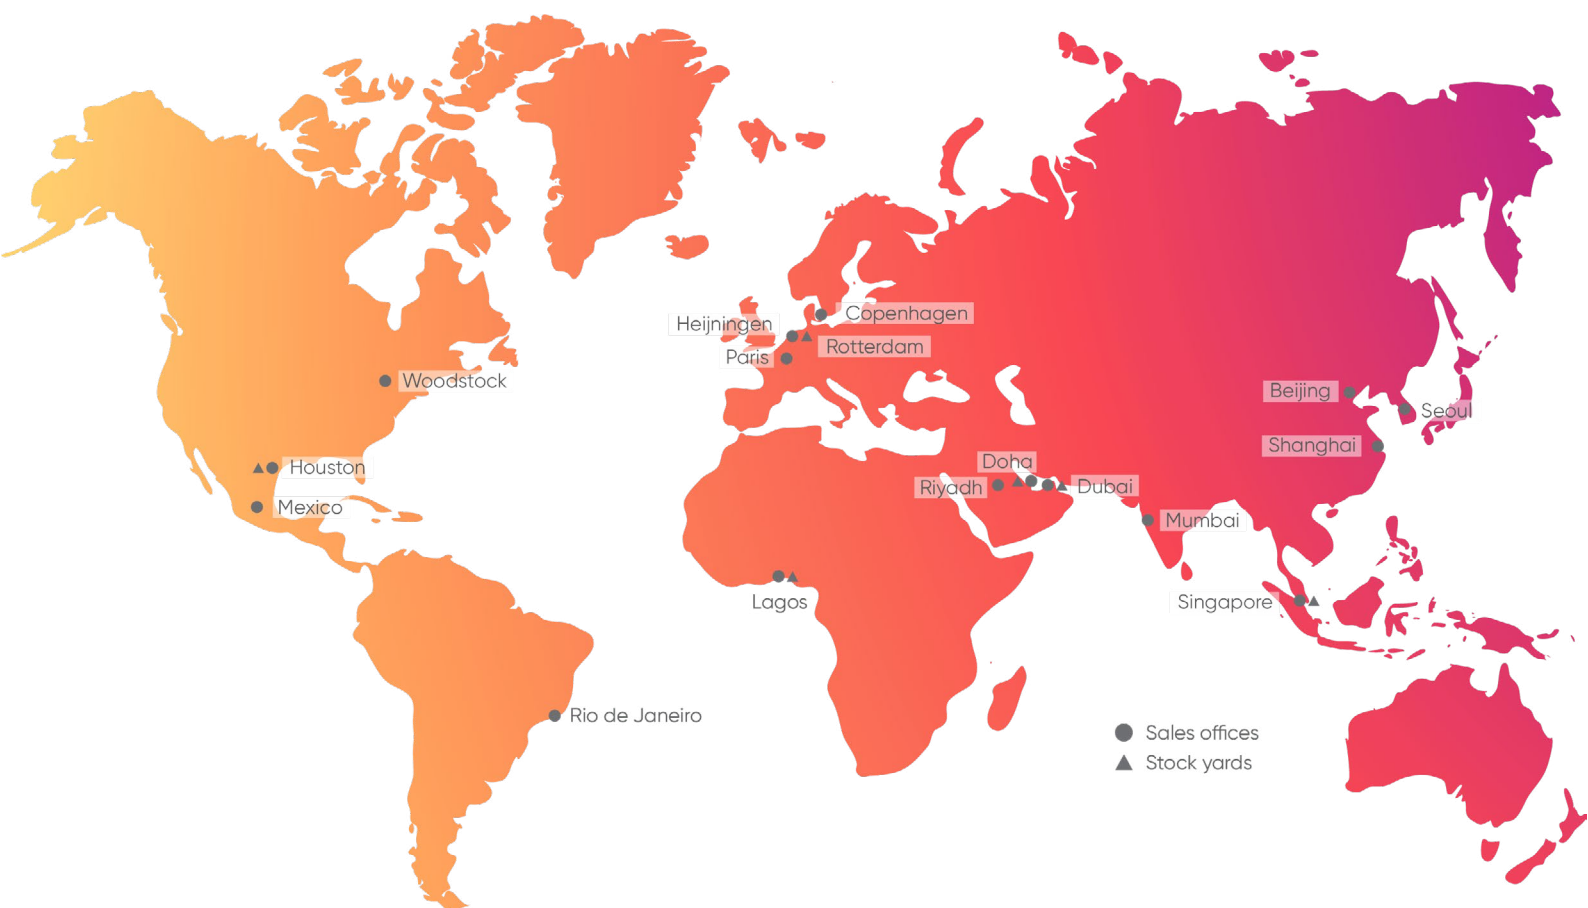 Copenhagen
Heijningen
Rotterdam
Paris
Woodstock
Beijing
Seoul
Shanghai
Doha
Houston
Riyadh
Dubai
Mexico
Mumbai
Lagos
Singapore
Rio de Janeiro
Sales offices
Stock yards